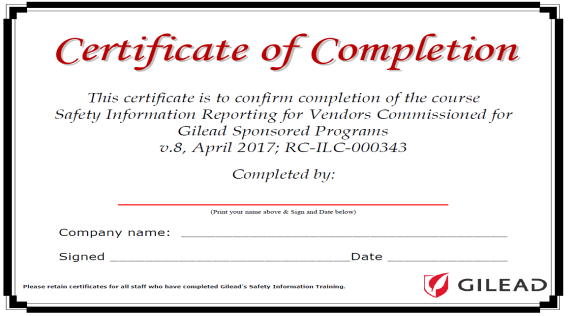 Certificate of Completion
This certificate is to confirm completion of the course
Safety Information Reporting for Vendors Commissioned for
Gilead Sponsored Programs
v.8, April 2017; RC-ILC-000343
Completed by:
(Print your name above & Sign and Date below)
Company name:
Signed Date
Please retain certificates for all staff who have completed Gilead's Safety Information Training.
GILEAD